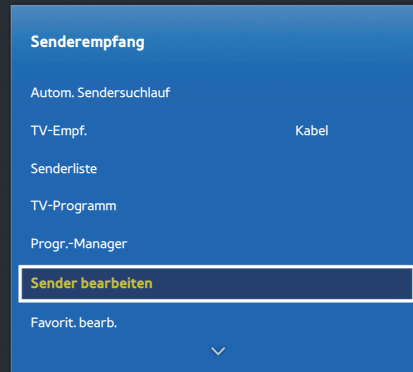 Senderempfang
Autom. Sendersuchlauf
TV-Empf. Kabel
Senderliste
TV-Programm
Progr.-Manager
Sender bearbeiten
Favorit. bearb.